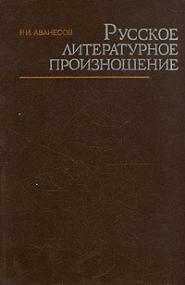 Р. И. АВАНЕСОВ
РУССКОЕ
ЛИТЕРАТУРНОЕ
ПРОИЗНОШЕНИЕ